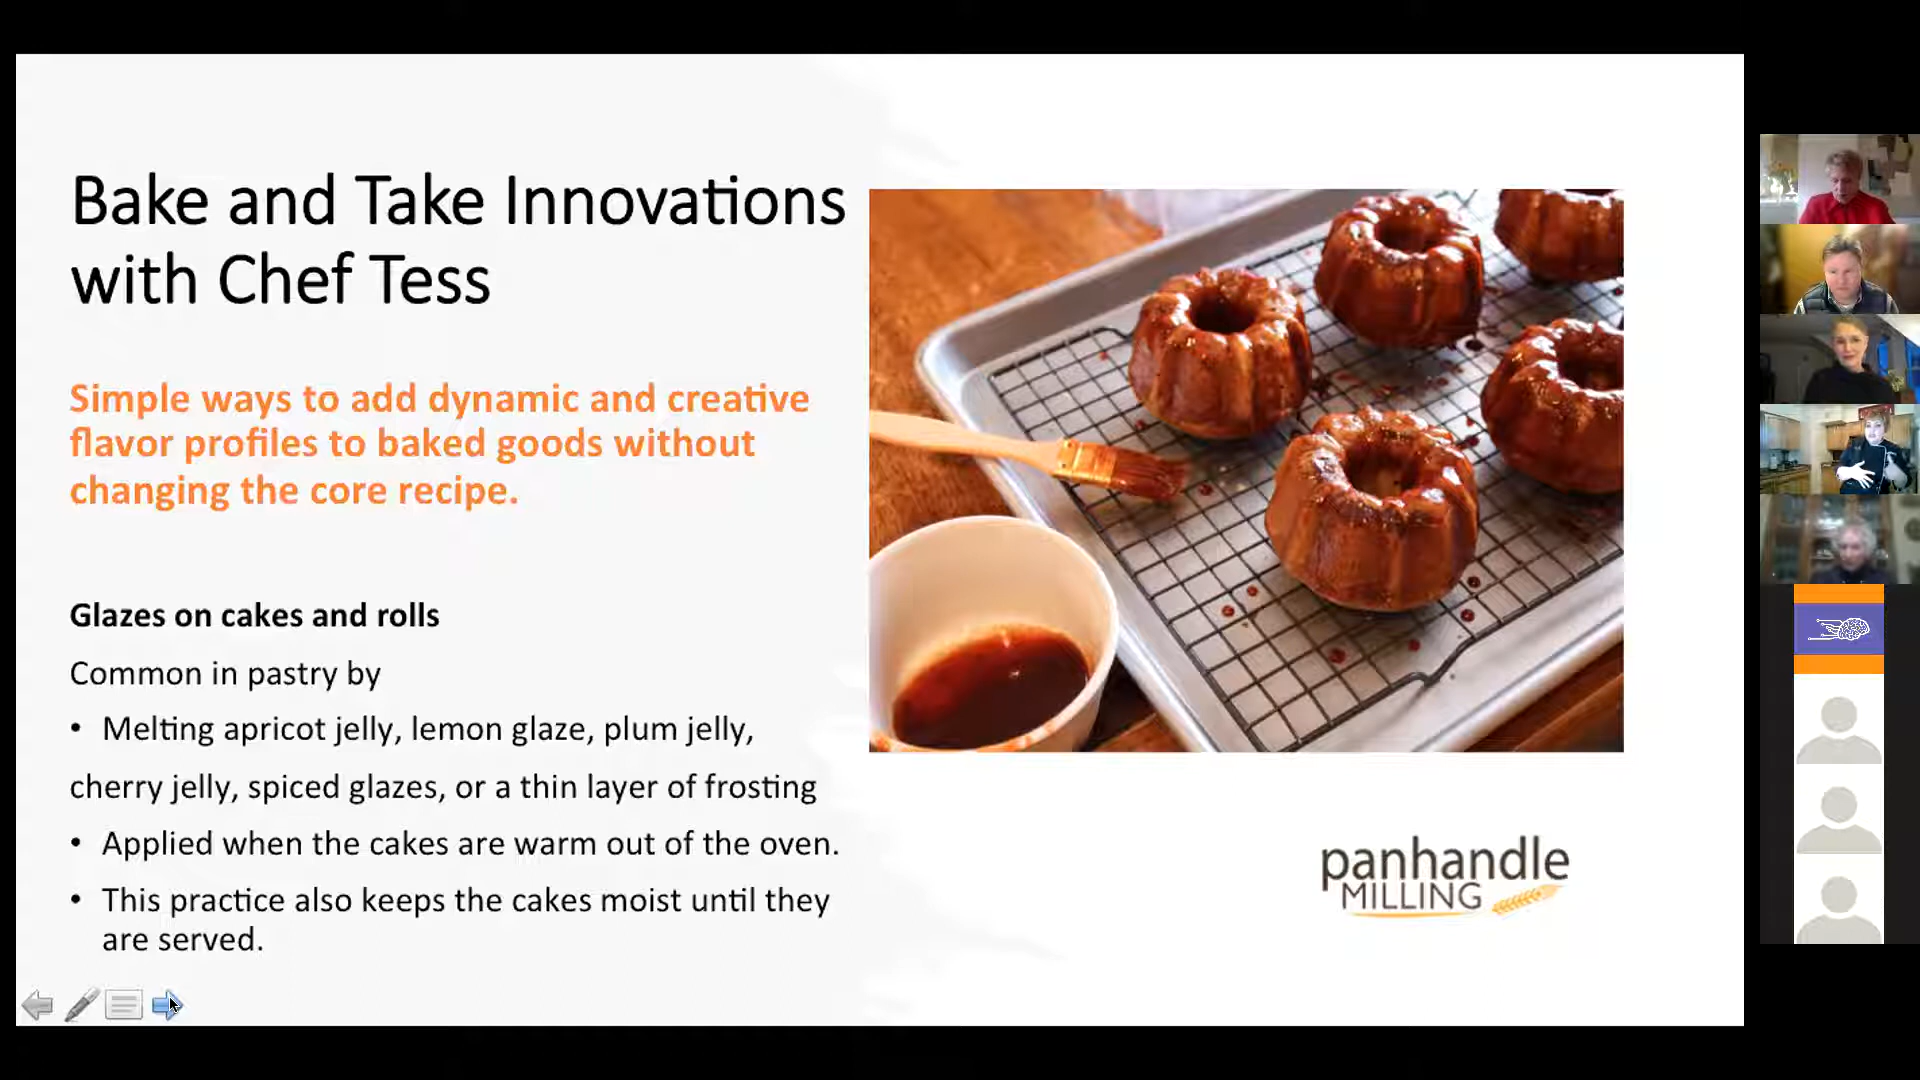 Bake and Take Innovations
with Chef Tess
Simple ways to add dynamic and creative
flavor profiles to baked goods without
changing the core recipe.
Glazes on cakes and rolls
Common in pastry by
• Melting apricot jelly, lemon glaze, plum jelly,
cherry jelly, spiced glazes, or a thin layer of frosting
• Applied when the cakes are warm out of the oven.
• This practice also keeps the cakes moist until they
are served.
panhandle
MILLING